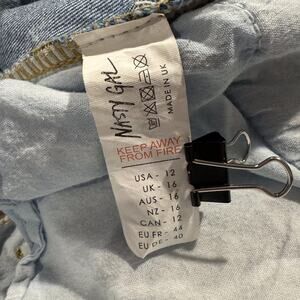 NASTY GAL
MADE IN UK
KEEP AWAY
FROM FIRE
USA - 12
UK - 16
AUS - 16
NZ - 16
CAN - 12
EU FR - 44
EU DE - 40